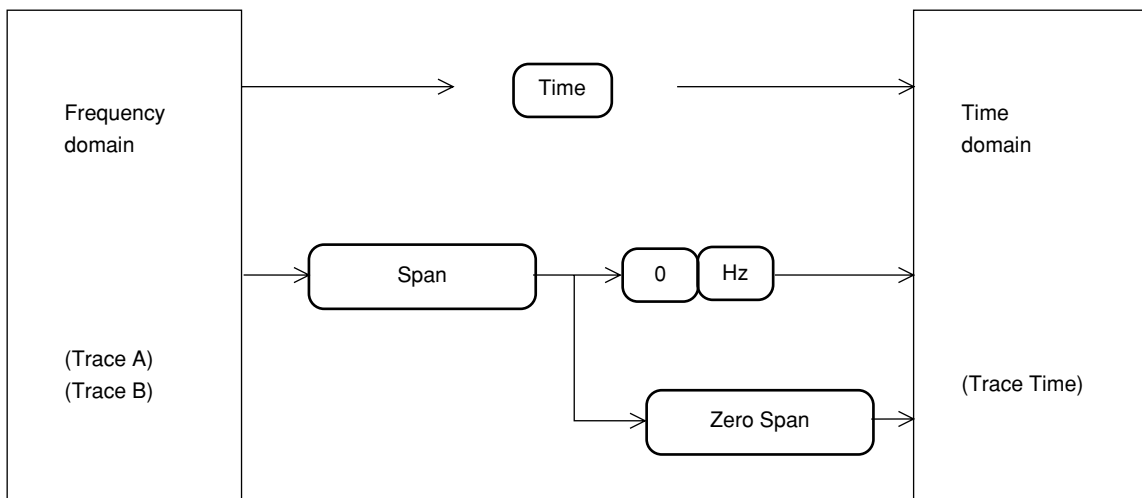 Time
Frequency
domain
Time
domain
Span
0
Hz
(Trace A)
(Trace B)
(Trace Time)
Zero Span